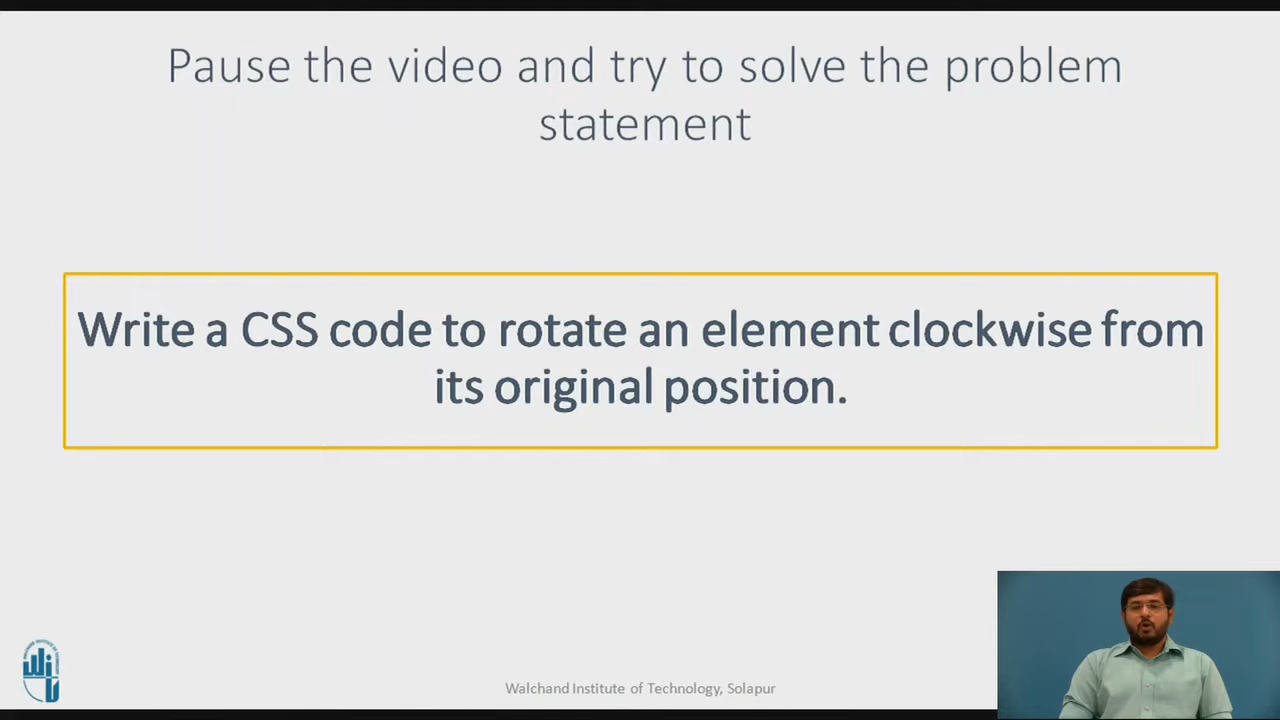 Pause the video and try to solve the problem
statement
Write a CSS code to rotate an element clockwise from
its original position.
Walchand Institute of Technology, Solapur